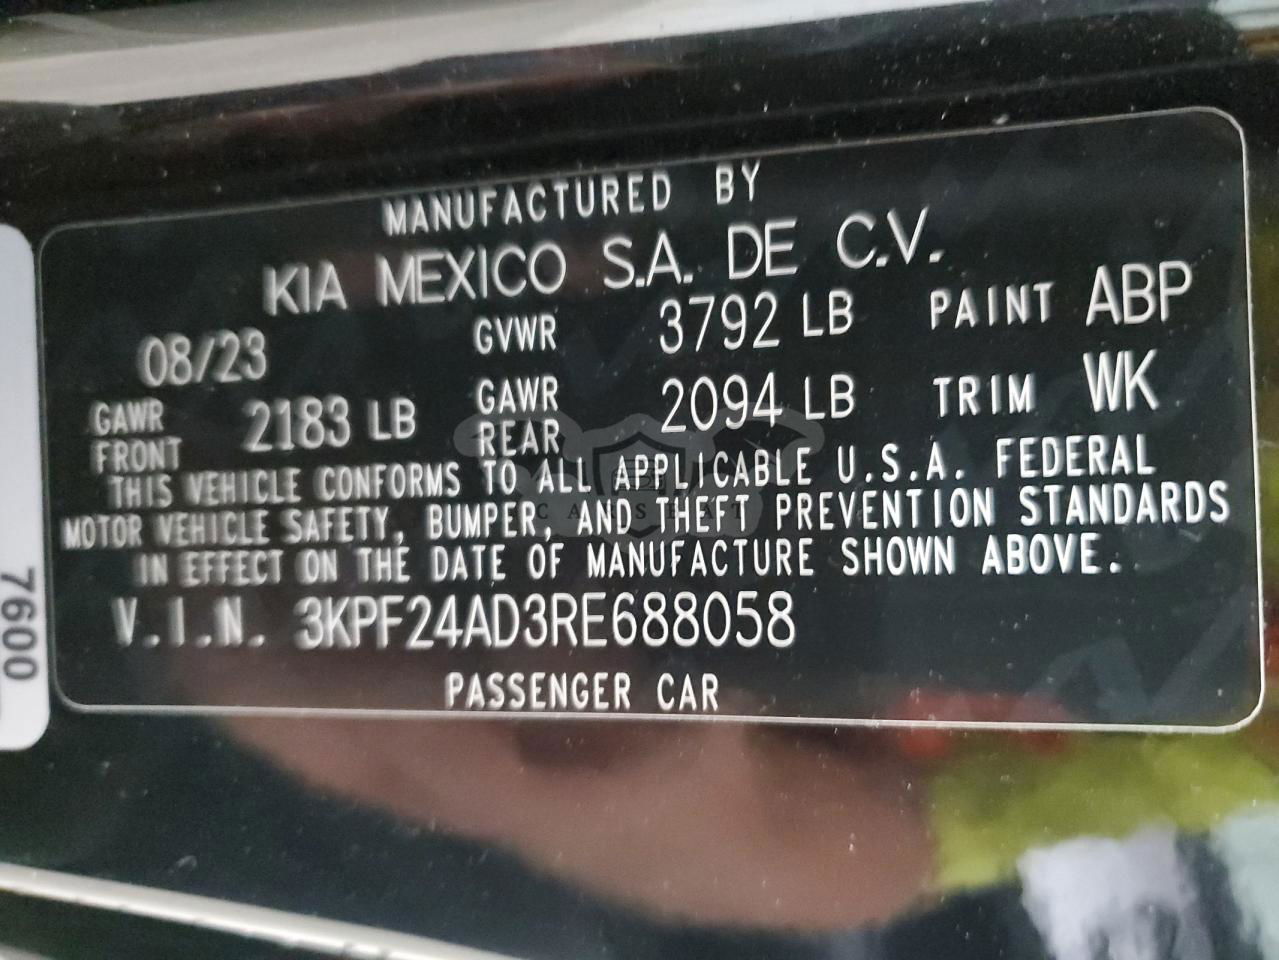 MANUFACTURED BY
KIA MEXICO S.A. DE C.V.
08/23 GVWR 3792 LB PAINT ABP
GAWR FRONT 2183 LB GAWR REAR 2094 LB TRIM WK
THIS VEHICLE CONFORMS TO ALL APPLICABLE U.S.A. FEDERAL
MOTOR VEHICLE SAFETY, BUMPER, AND THEFT PREVENTION STANDARDS
IN EFFECT ON THE DATE OF MANUFACTURE SHOWN ABOVE.
V.I.N. 3KPF24AD3RE688058
PASSENGER CAR
7600
CARSEAT